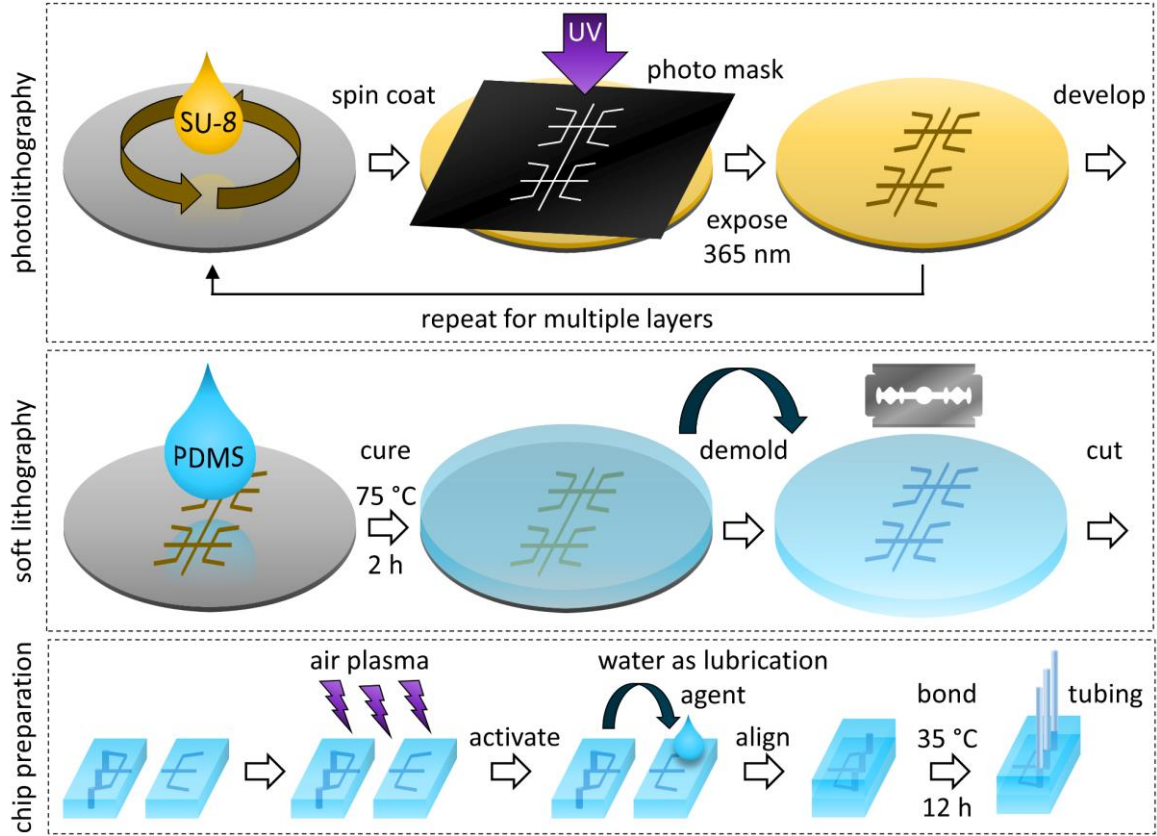 photolithography
SU-8
spin coat
UV
photo mask
expose
365 nm
develop
repeat for multiple layers
soft lithography
PDMS
cure
75 °C
2 h
demold
cut
chip preparation
air plasma
activate
water as lubrication
agent
align
bond
35 °C
12 h
tubing